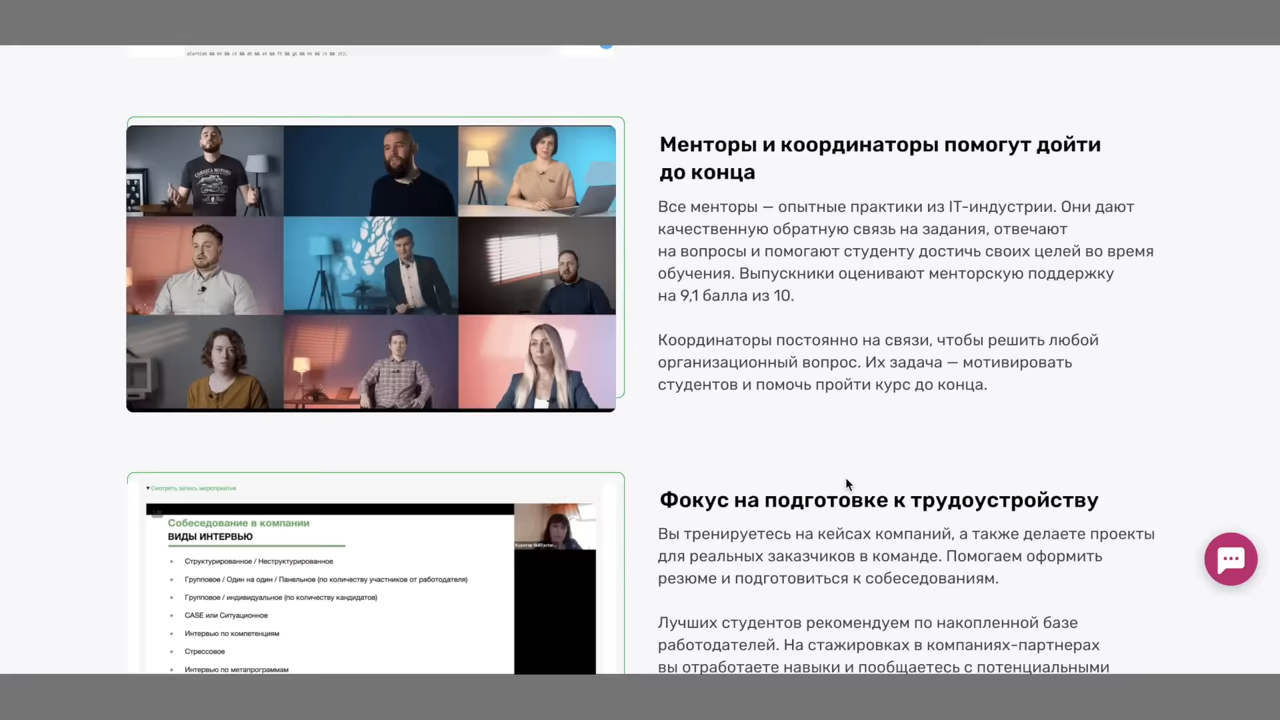 Менторы и координаторы помогут дойти
до конца
Все менторы — опытные практики из IT-индустрии. Они дают
качественную обратную связь на задания, отвечают
на вопросы и помогают студенту достичь своих целей во время
обучения. Выпускники оценивают менторскую поддержку
на 9,1 балла из 10.
Координаторы постоянно на связи, чтобы решить любой
организационный вопрос. Их задача — мотивировать
студентов и помочь пройти курс до конца.
Смотреть запись мероприятия
Собеседование в компании
ВИДЫ ИНТЕРВЬЮ
• Структурированное / Неструктурированное
• Групповое / Один на один / Панельное (по количеству участников от работодателя)
• Групповое / индивидуальное (по количеству кандидатов)
• CASE или Ситуационное
• Интервью по компетенциям
• Стрессовое
• Интервью по метапрограммам
Фокус на подготовке к трудоустройству
Вы тренируетесь на кейсах компаний, а также делаете проекты
для реальных заказчиков в команде. Помогаем оформить
резюме и подготовиться к собеседованиям.
Лучших студентов рекомендуем по накопленной базе
работодателей. На стажировках в компаниях-партнерах
вы отработаете навыки и пообщаетесь с потенциальными